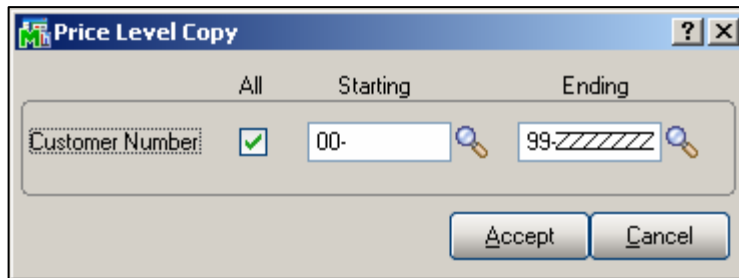 Price Level Copy
All Starting Ending
Customer Number 00- 99-ZZZZZZZ
Accept Cancel